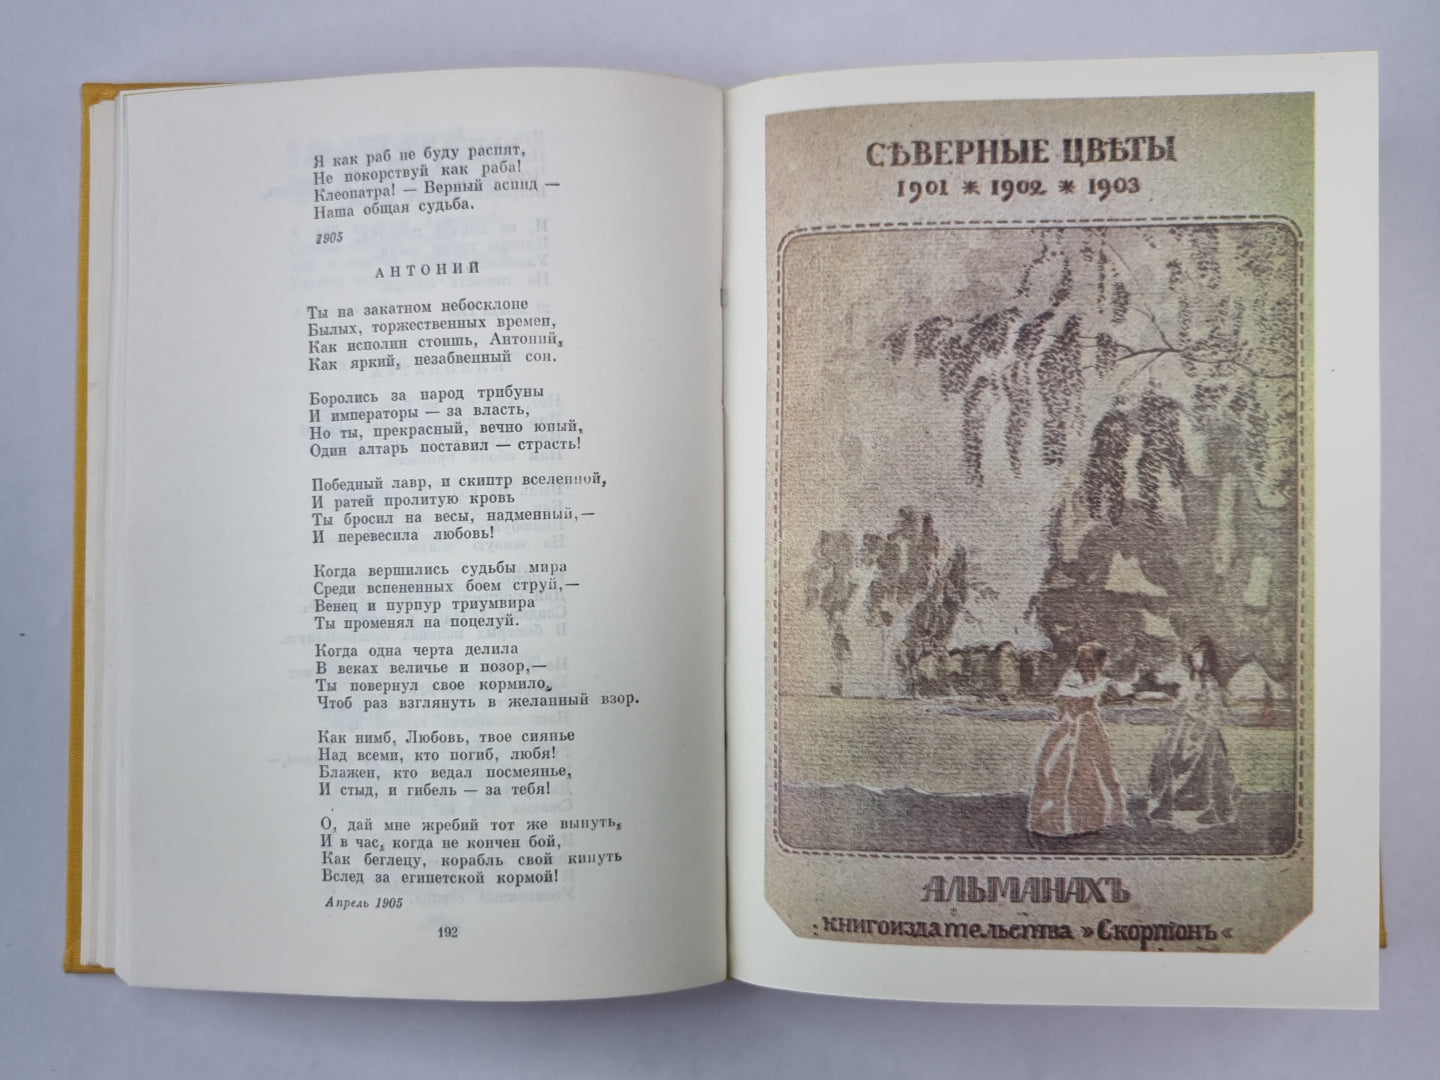 Я как раб не буду распят,
Не покорствуй как раба!
Клеопатра! — Верный аспид —
Наша общая судьба.
1905
АНТОНИЙ
Ты на закатном небосклоне
Былых, торжественных времен,
Как исполин стоишь, Антоний,
Как яркий, незабвенный сон.
Боролись за народ трибуны
И императоры — за власть,
Но ты, прекрасный, вечно юный,
Один алтарь поставил — страсть!
Победный лавр, и скиптр вселенной,
И ратей пролитую кровь
Ты бросил на весы, надменный,—
И перевесила любовь!
Когда вершились судьбы мира
Среди вспененных боем струй,—
Венец и пурпур триумвира
Ты променял на поцелуй.
Когда одна черта делила
В веках величье и позор,—
Ты повернул свое кормило,
Чтоб раз взглянуть в желанный взор.
Как нимб, Любовь, твое сиянье
Над всеми, кто погиб, любя!
Блажен, кто ведал посмеянье,
И стыд, и гибель — за тебя!
О, дай мне жребий тот же вынуть,
И в час, когда не кончен бой,
Как беглецу, корабль свой кинуть
Вслед за египетской кормой!
Апрель 1905
192
СѢВЕРНЫЕ ЦВѢТЫ
1901 * 1902 * 1903
АЛЬМАНАХЪ
: книгоиздательства »Скорпіонъ«